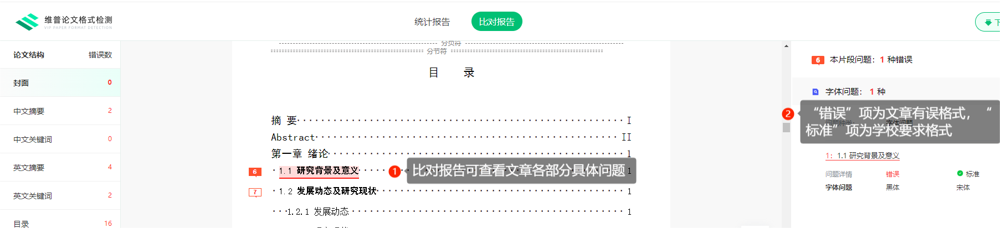 维普论文格式检测
VIP PAPER FORMAT DETECTION
统计报告
比对报告
下
论文结构 错误数
封面 0
中文摘要 2
中文关键词 0
英文摘要 4
英文关键词 2
目录 16
分页符
分节符
目 录
摘 要 I
Abstract II
第一章 绪论 1
6 1.1 研究背景及意义 1
1 比对报告可查看文章各部分具体问题
7 1.2 发展动态及研究现状 1
1.2.1 发展动态 1
6 本片段问题：1 种错误
字体问题： 1 种
2 “错误”项为文章有误格式，“
标准”项为学校要求格式
问题种类： 字体问题
1： 1.1 研究背景及意义
问题详情 错误 标准
字体问题 黑体 宋体